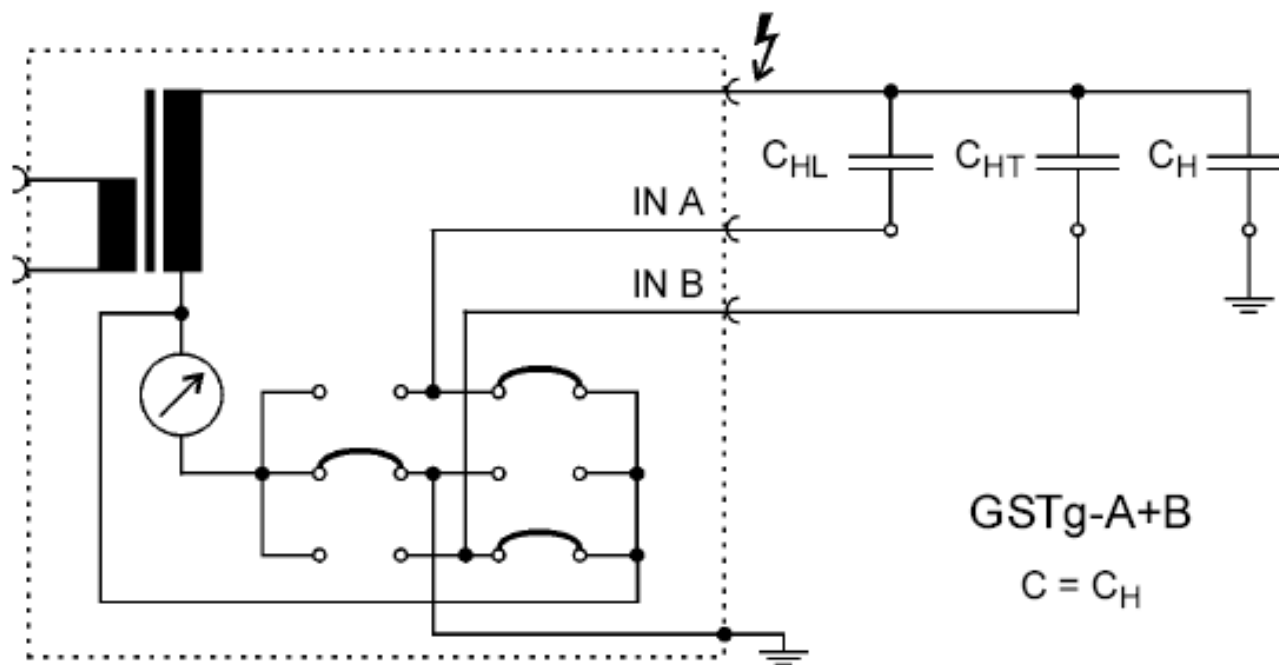 C_HL
C_HT
C_H
IN A
IN B
GSTg-A+B
C = C_H